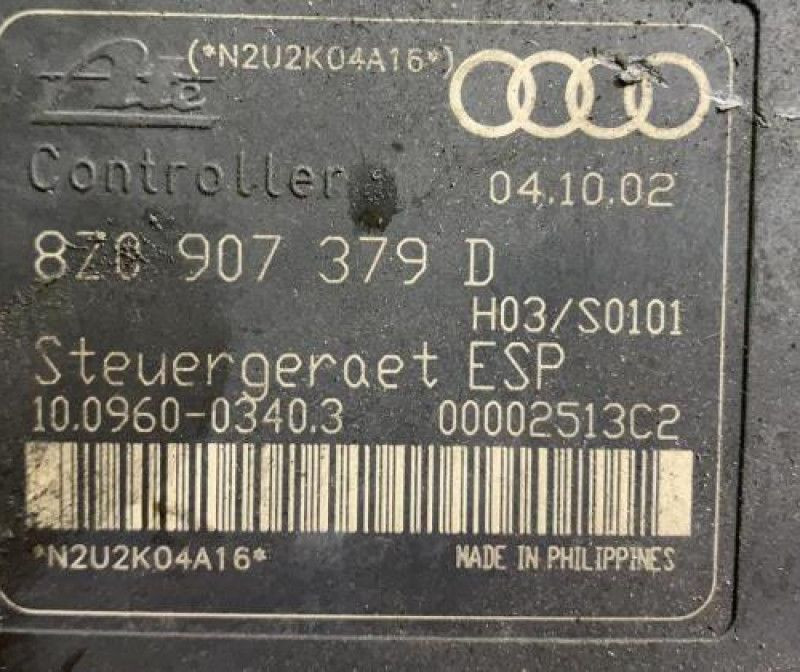 (*N2U2K04A16*)
Ate
Controller
04.10.02
8Z0 907 379 D
H03/S0101
Steuergeraet ESP
10.0960-0340.3 00002513C2
*N2U2K04A16*
MADE IN PHILIPPINES